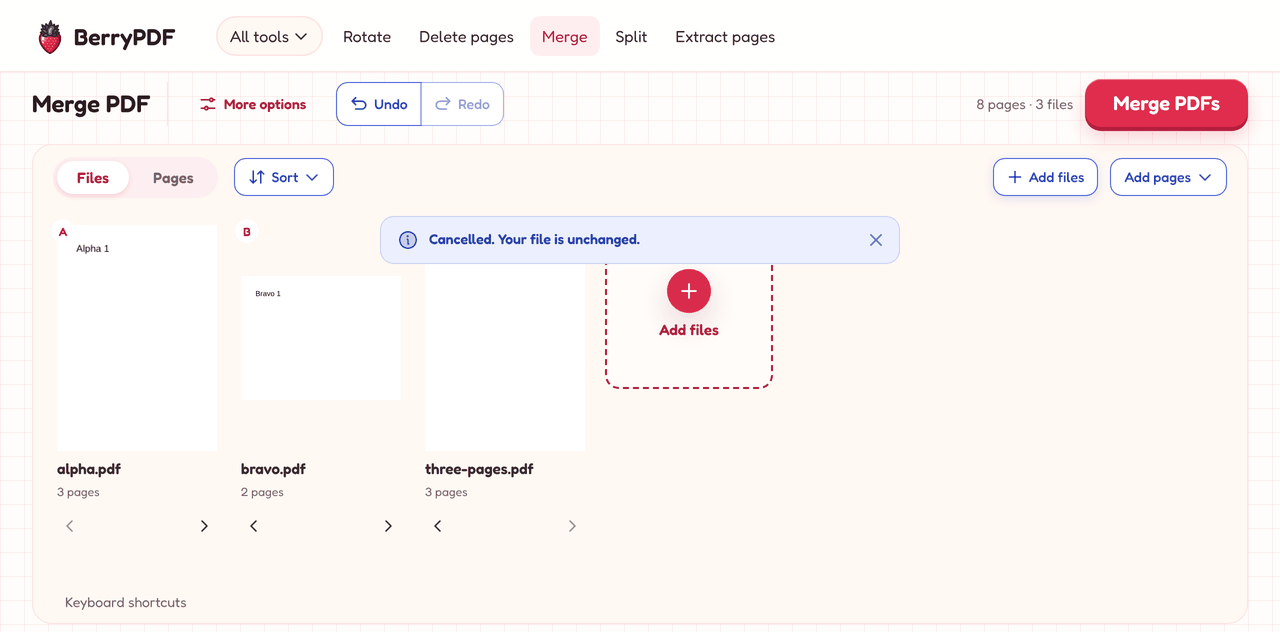 BerryPDF
All tools
Rotate
Delete pages
Merge
Split
Extract pages
Merge PDF
More options
Undo
Redo
8 pages · 3 files
Merge PDFs
Files
Pages
Sort
Add files
Add pages
Cancelled. Your file is unchanged.
A
Alpha 1
B
Bravo 1
Add files
alpha.pdf
3 pages
bravo.pdf
2 pages
three-pages.pdf
3 pages
Keyboard shortcuts